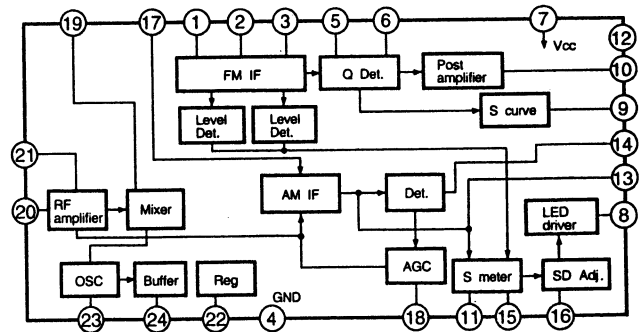 19
17
1
2
3
5
6
7
12
Vcc
FM IF
Q Det.
Post
amplifier
10
Level
Det.
Level
Det.
S curve
9
14
21
13
20
RF
amplifier
Mixer
AM IF
Det.
LED
driver
8
OSC
Buffer
Reg
AGC
S meter
SD Adj.
GND
23
24
22
4
18
11
15
16